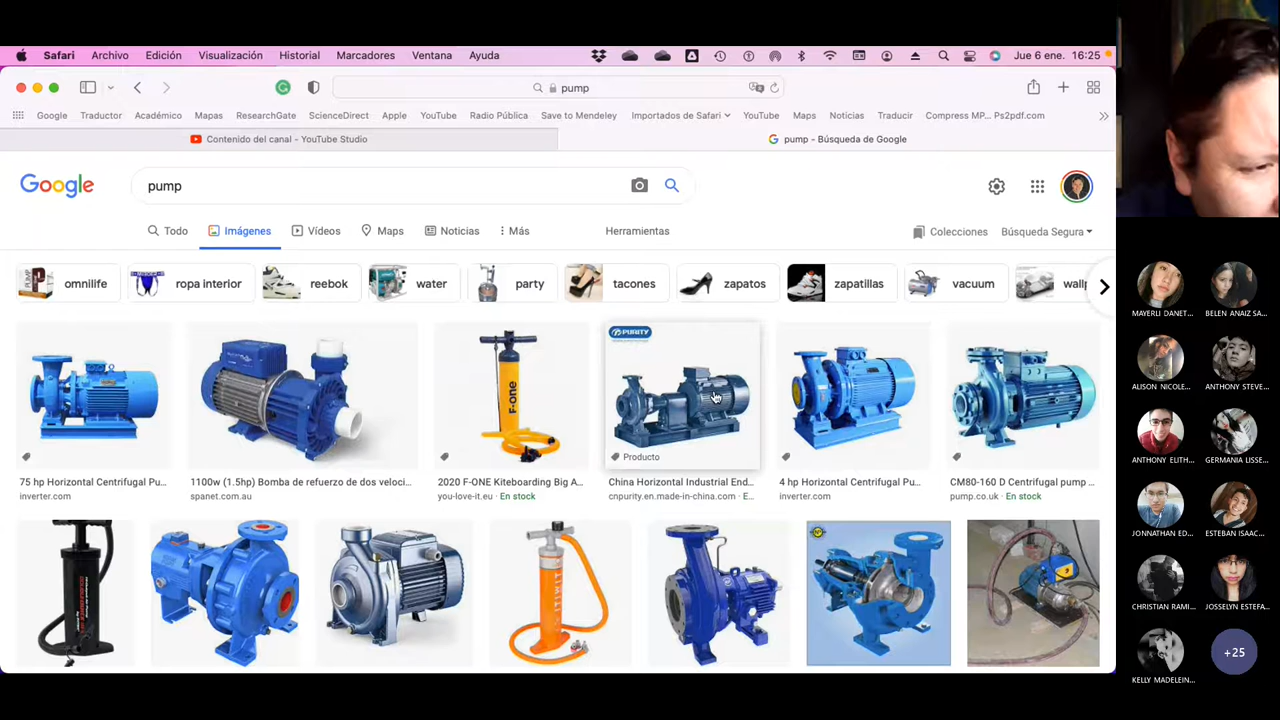 Safari Archivo Edición Visualización Historial Marcadores Ventana Ayuda Jue 6 ene. 16:25
pump
Google Traductor Académico Mapas ResearchGate ScienceDirect Apple YouTube Radio Pública Save to Mendeley Importados de Safari YouTube Maps Noticias Traducir Compress MP... Ps2pdf.com
Contenido del canal - YouTube Studio
pump - Búsqueda de Google
Google pump
Todo Imágenes Vídeos Maps Noticias Más Herramientas Colecciones Búsqueda Segura
omnilife ropa interior reebok water party tacones zapatos zapatillas vacuum wallp
PURITY
F-one
Producto
75 hp Horizontal Centrifugal Pu...
inverter.com
1100w (1.5hp) Bomba de refuerzo de dos veloci...
spanet.com.au
2020 F-ONE Kiteboarding Big A...
you-love-it.eu · En stock
China Horizontal Industrial End...
cnpurity.en.made-in-china.com · E...
4 hp Horizontal Centrifugal Pu...
inverter.com
CM80-160 D Centrifugal pump ...
pump.co.uk · En stock
MAYERLI DANET...
BELEN ANAIZ SA...
ALISON NICOLE...
ANTHONY STEVE...
ANTHONY ELITH...
GERMANIA LISSE...
JONNATHAN ED...
ESTEBAN ISAAC...
CHRISTIAN RAMI...
JOSSELYN ESTEFA...
KELLY MADELEIN...
+25